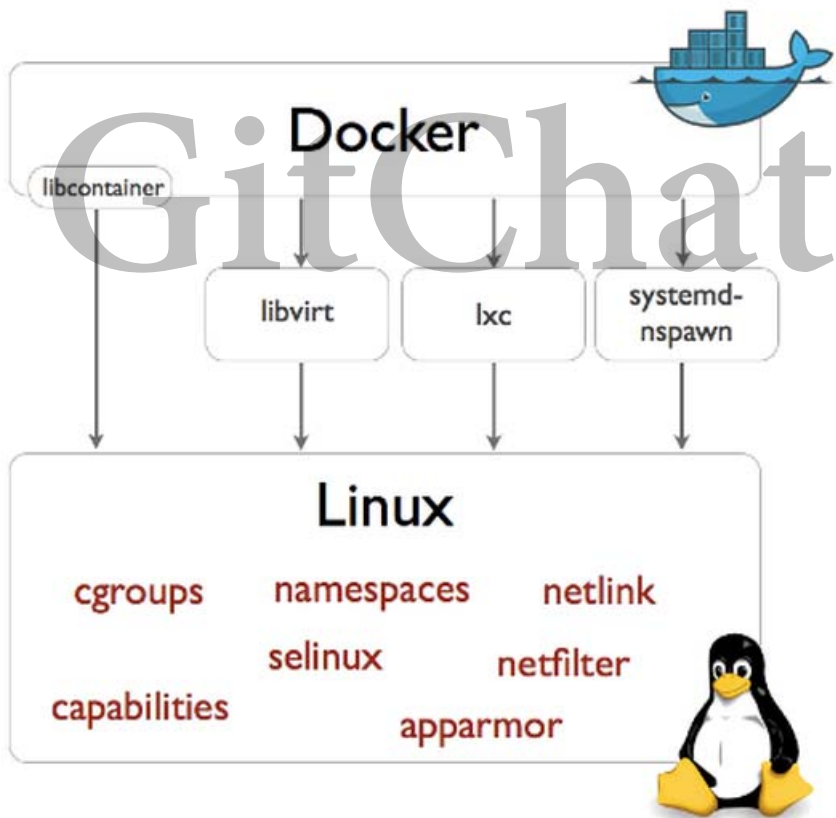 Docker
GitChat
libcontainer
libvirt
lxc
systemd-
nspawn
Linux
cgroups
namespaces
netlink
selinux
netfilter
capabilities
apparmor